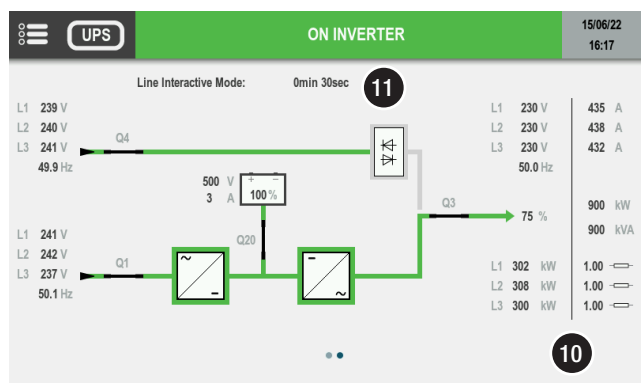 UPS ON INVERTER 15/06/22
16:17
Line Interactive Mode: 0min 30sec 11
L1 239 V
L2 240 V
L3 241 V
49.9 Hz
Q4
L1 230 V 435 A
L2 230 V 438 A
L3 230 V 432 A
50.0 Hz
500 V
3 A
+ -
100%
Q20
Q3
75 %
900 kW
900 kVA
L1 241 V
L2 242 V
L3 237 V
50.1 Hz
Q1
~ -
- ~
L1 302 kW 1.00
L2 308 kW 1.00
L3 300 kW 1.00
10